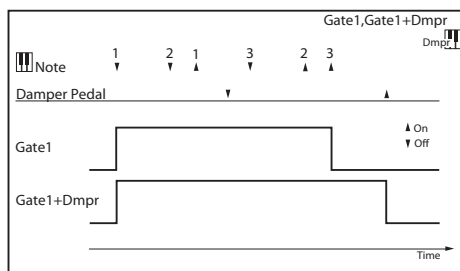 Gate1,Gate1+Dmpr
Dmpr
1 2 1 3 2 3
Note
Damper Pedal
On
Off
Gate1
Gate1+Dmpr
Time